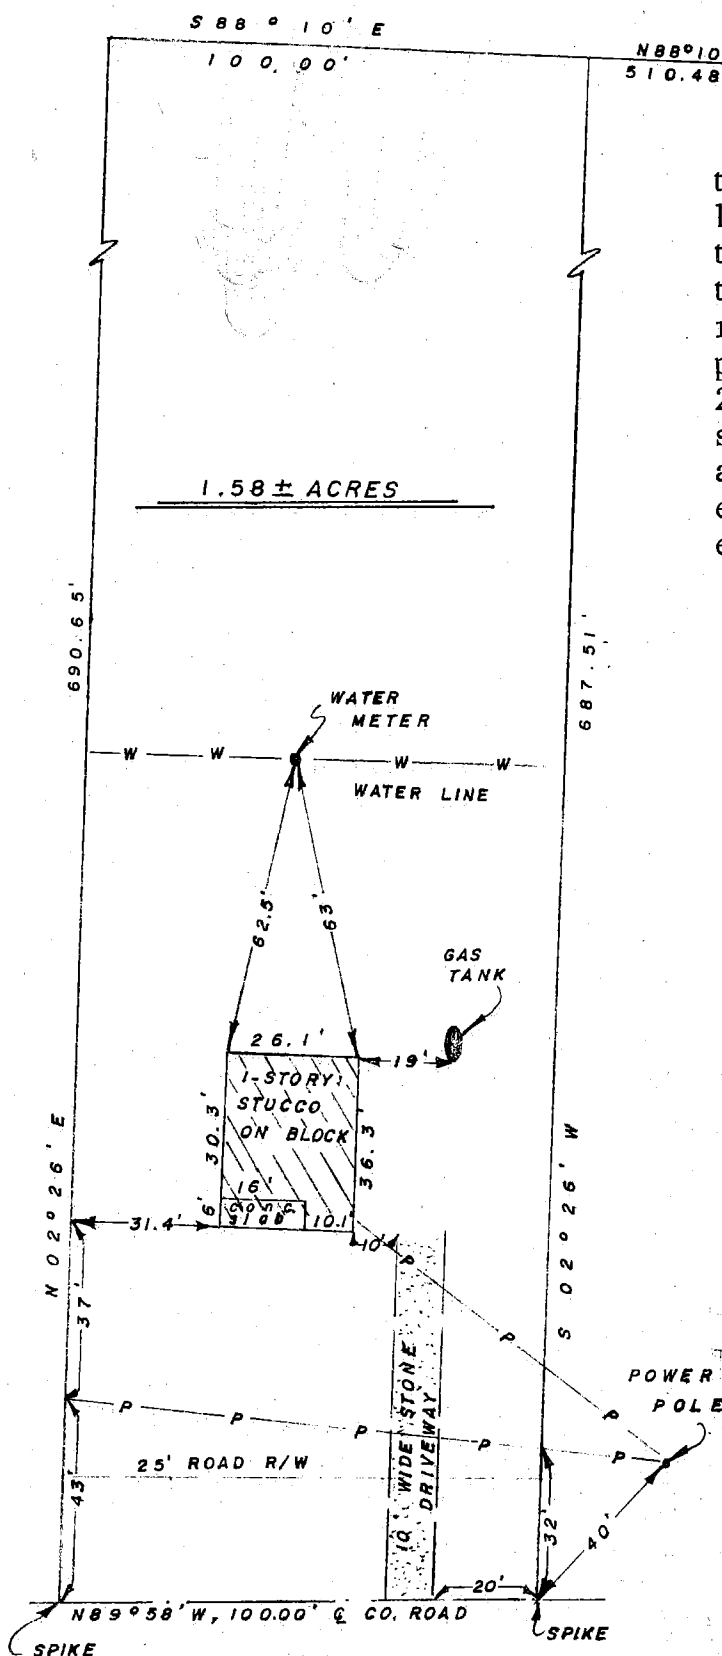 S 88° 10' E
100.00'
N88°10
510.48
1.58 ± ACRES
690.65'
687.51'
WATER
METER
W W W W
WATER LINE
62.5'
63'
GAS
TANK
26.1'
19'
1-STORY
STUCCO
ON BLOCK
30.3'
36.3'
16'
CONC.
SLAB
6'
10.1'
31.4'
10'
N 02° 26' E
S 02° 26' W
37'
P P P P P
P P P
POWER
POLE
25' ROAD R/W
10' WIDE STONE
DRIVEWAY
43'
32'
40'
20'
N89°58'W, 100.00' ℄ CO. ROAD
SPIKE
SPIKE